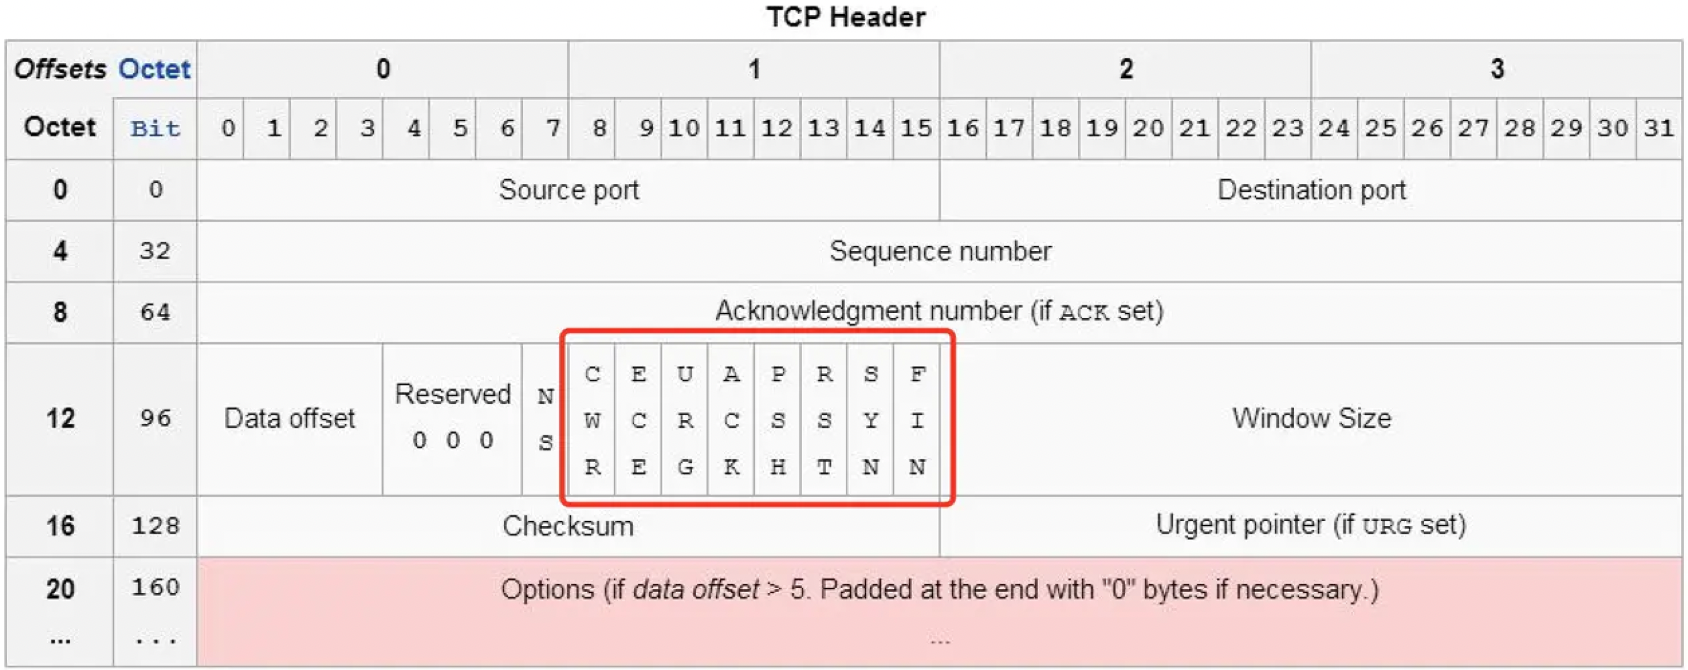 TCP Header
Offsets Octet 0 1 2 3
Octet Bit 0 1 2 3 4 5 6 7 8 9 10 11 12 13 14 15 16 17 18 19 20 21 22 23 24 25 26 27 28 29 30 31
0 0 Source port Destination port
4 32 Sequence number
8 64 Acknowledgment number (if ACK set)
12 96 Data offset Reserved 0 0 0 NS CWR ECE URG ACK PSH RST SYN FIN Window Size
16 128 Checksum Urgent pointer (if URG set)
20 160 Options (if data offset > 5. Padded at the end with "0" bytes if necessary.)
... ... ...